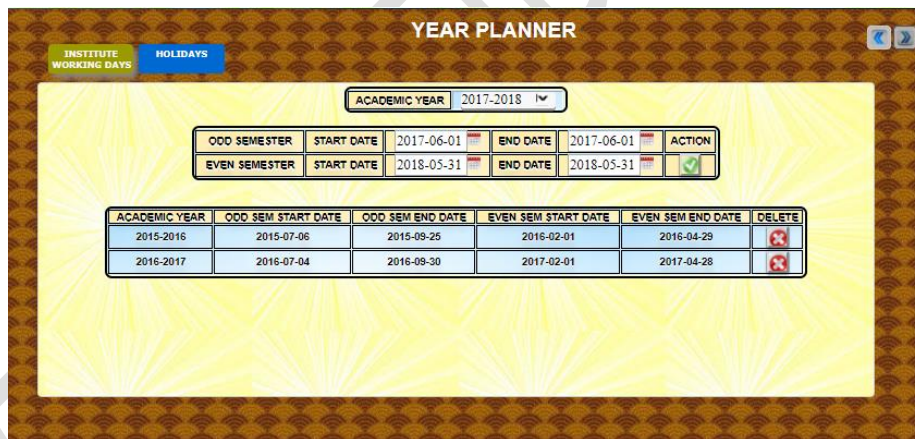 YEAR PLANNER
INSTITUTE
WORKING DAYS
HOLIDAYS
ACADEMIC YEAR 2017-2018
ODD SEMESTER START DATE 2017-06-01 END DATE 2017-06-01 ACTION
EVEN SEMESTER START DATE 2018-05-31 END DATE 2018-05-31
ACADEMIC YEAR ODD SEM START DATE ODD SEM END DATE EVEN SEM START DATE EVEN SEM END DATE DELETE
2015-2016 2015-07-06 2015-09-25 2016-02-01 2016-04-29
2016-2017 2016-07-04 2016-09-30 2017-02-01 2017-04-28